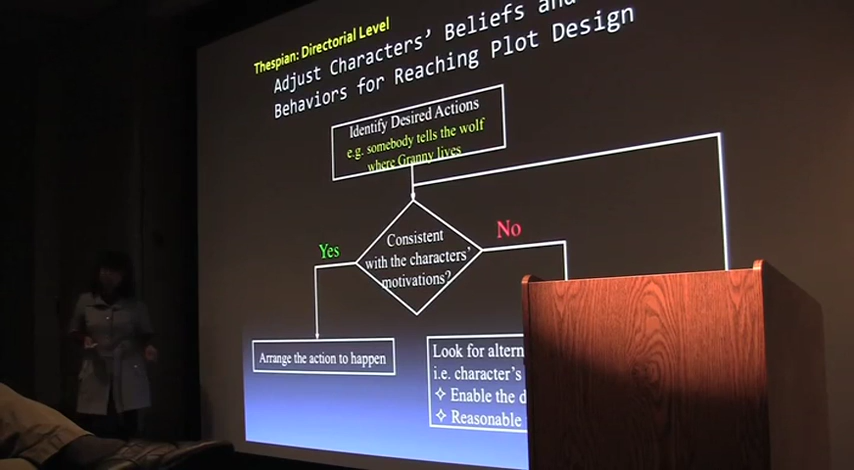 Thespian: Directorial Level
Adjust Characters' Beliefs and
Behaviors for Reaching Plot Design
Identify Desired Actions
e.g. somebody tells the wolf
where Granny lives
Yes
No
Consistent
with the characters'
motivations?
Arrange the action to happen
Look for
i.e. character's
✧ Enable the
✧ Reasonable